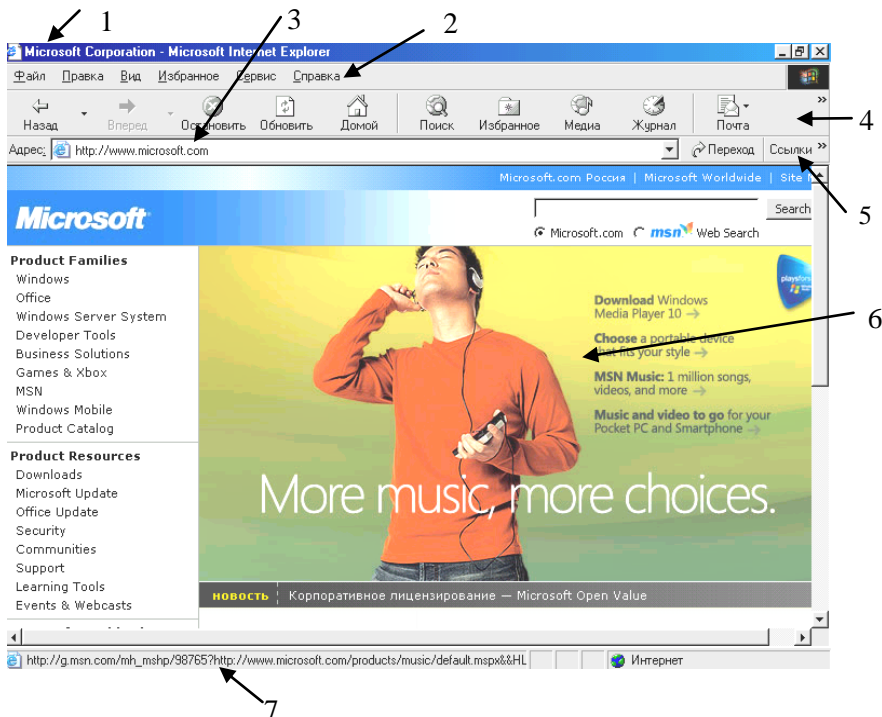 1
3
2
Microsoft Corporation - Microsoft Internet Explorer
Файл Правка Вид Избранное Сервис Справка
Назад Вперед Остановить Обновить Домой Поиск Избранное Медиа Журнал Почта »
4
Адрес: http://www.microsoft.com Переход Ссылки »
5
Microsoft.com Россия | Microsoft Worldwide | Site
Microsoft
Search
Microsoft.com msn Web Search
Product Families
Windows
Office
Windows Server System
Developer Tools
Business Solutions
Games & Xbox
MSN
Windows Mobile
Product Catalog
Product Resources
Downloads
Microsoft Update
Office Update
Security
Communities
Support
Learning Tools
Events & Webcasts
Download Windows
Media Player 10 →
Choose a portable device
that fits your style →
MSN Music: 1 million songs,
videos, and more →
Music and video to go for your
Pocket PC and Smartphone →
6
More music, more choices.
новость Корпоративное лицензирование — Microsoft Open Value
http://g.msn.com/mh_mshp/98765?http://www.microsoft.com/products/music/default.mspx&&HL Интернет
7